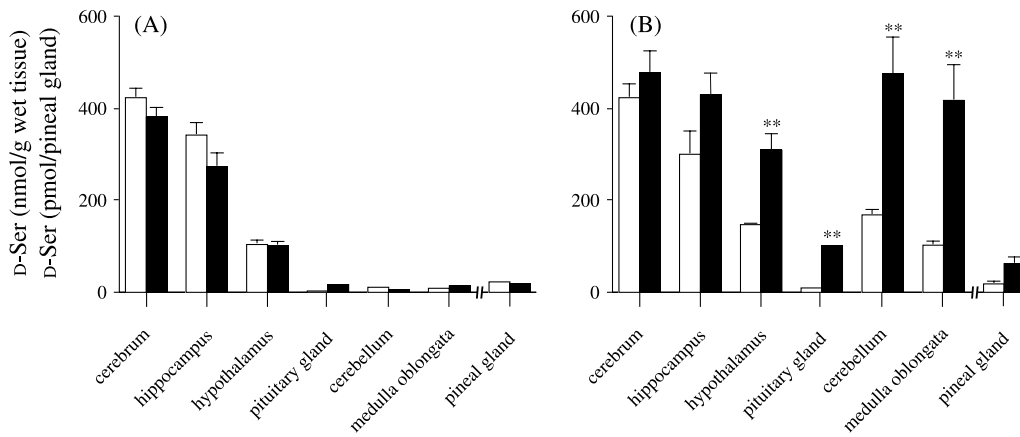 D-Ser (nmol/g wet tissue)
D-Ser (pmol/pineal gland)
(A)
600
400
200
0
cerebrum
hippocampus
hypothalamus
pituitary gland
cerebellum
medulla oblongata
pineal gland
(B)
600
400
200
0
**
**
**
**
cerebrum
hippocampus
hypothalamus
pituitary gland
cerebellum
medulla oblongata
pineal gland